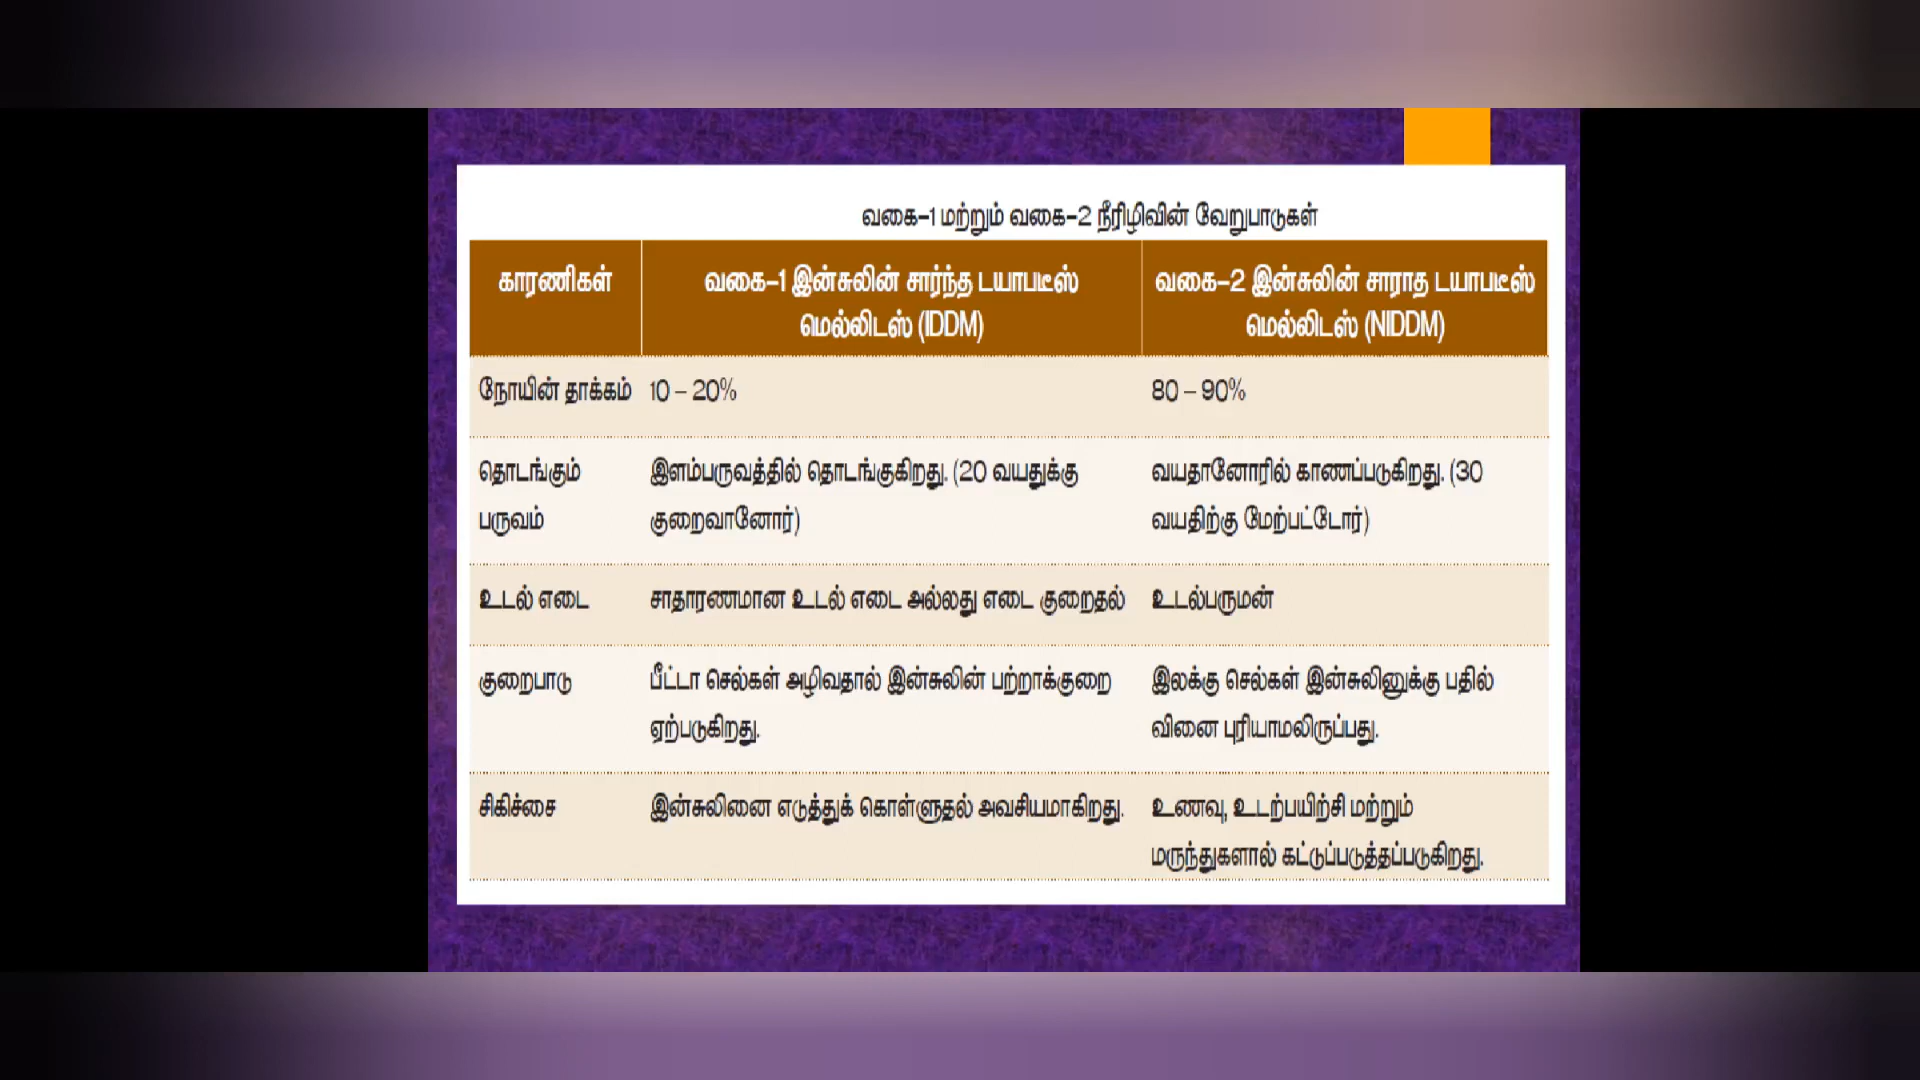 வகை-1 மற்றும் வகை-2 நீரிழிவின் வேறுபாடுகள்
காரணிகள்
வகை-1 இன்சுலின் சார்ந்த டயாபடீஸ்
மெல்லிடஸ் (IDDM)
வகை-2 இன்சுலின் சாராத டயாபடீஸ்
மெல்லிடஸ் (NIDDM)
நோயின் தாக்கம்
10 – 20%
80 – 90%
தொடங்கும்
பருவம்
இளம்பருவத்தில் தொடங்குகிறது. (20 வயதுக்கு
குறைவானோர்)
வயதானோரில் காணப்படுகிறது. (30
வயதிற்கு மேற்பட்டோர்)
உடல் எடை
சாதாரணமான உடல் எடை அல்லது எடை குறைதல்
உடல்பருமன்
குறைபாடு
பீட்டா செல்கள் அழிவதால் இன்சுலின் பற்றாக்குறை
ஏற்படுகிறது.
இலக்கு செல்கள் இன்சுலினுக்கு பதில்
வினை புரியாமலிருப்பது.
சிகிச்சை
இன்சுலினை எடுத்துக் கொள்ளுதல் அவசியமாகிறது.
உணவு, உடற்பயிற்சி மற்றும்
மருந்துகளால் கட்டுப்படுத்தப்படுகிறது.